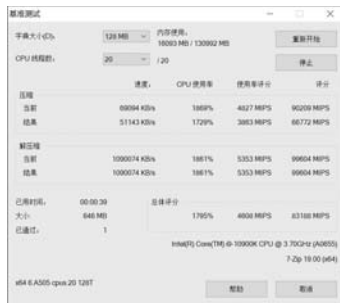 基准测试
字典大小(D): 128 MB 内存使用: 16093 MB / 130992 MB 重新开始
CPU 线程数: 20 / 20 停止
速度: CPU 使用率 使用率评分 评分
压缩
当前 69094 KB/s 1869% 4827 MIPS 90209 MIPS
结果 51143 KB/s 1729% 3863 MIPS 66772 MIPS
解压缩
当前 1090074 KB/s 1861% 5353 MIPS 99604 MIPS
结果 1090074 KB/s 1861% 5353 MIPS 99604 MIPS
已用时间: 00:00:39 总体评分
大小: 646 MB 1795% 4608 MIPS 83188 MIPS
已通过: 1
Intel(R) Core(TM) i9-10900K CPU @ 3.70GHz (A0655)
7-Zip 19.00 (x64)
x64 6.A505 cpus:20 128T
帮助 取消